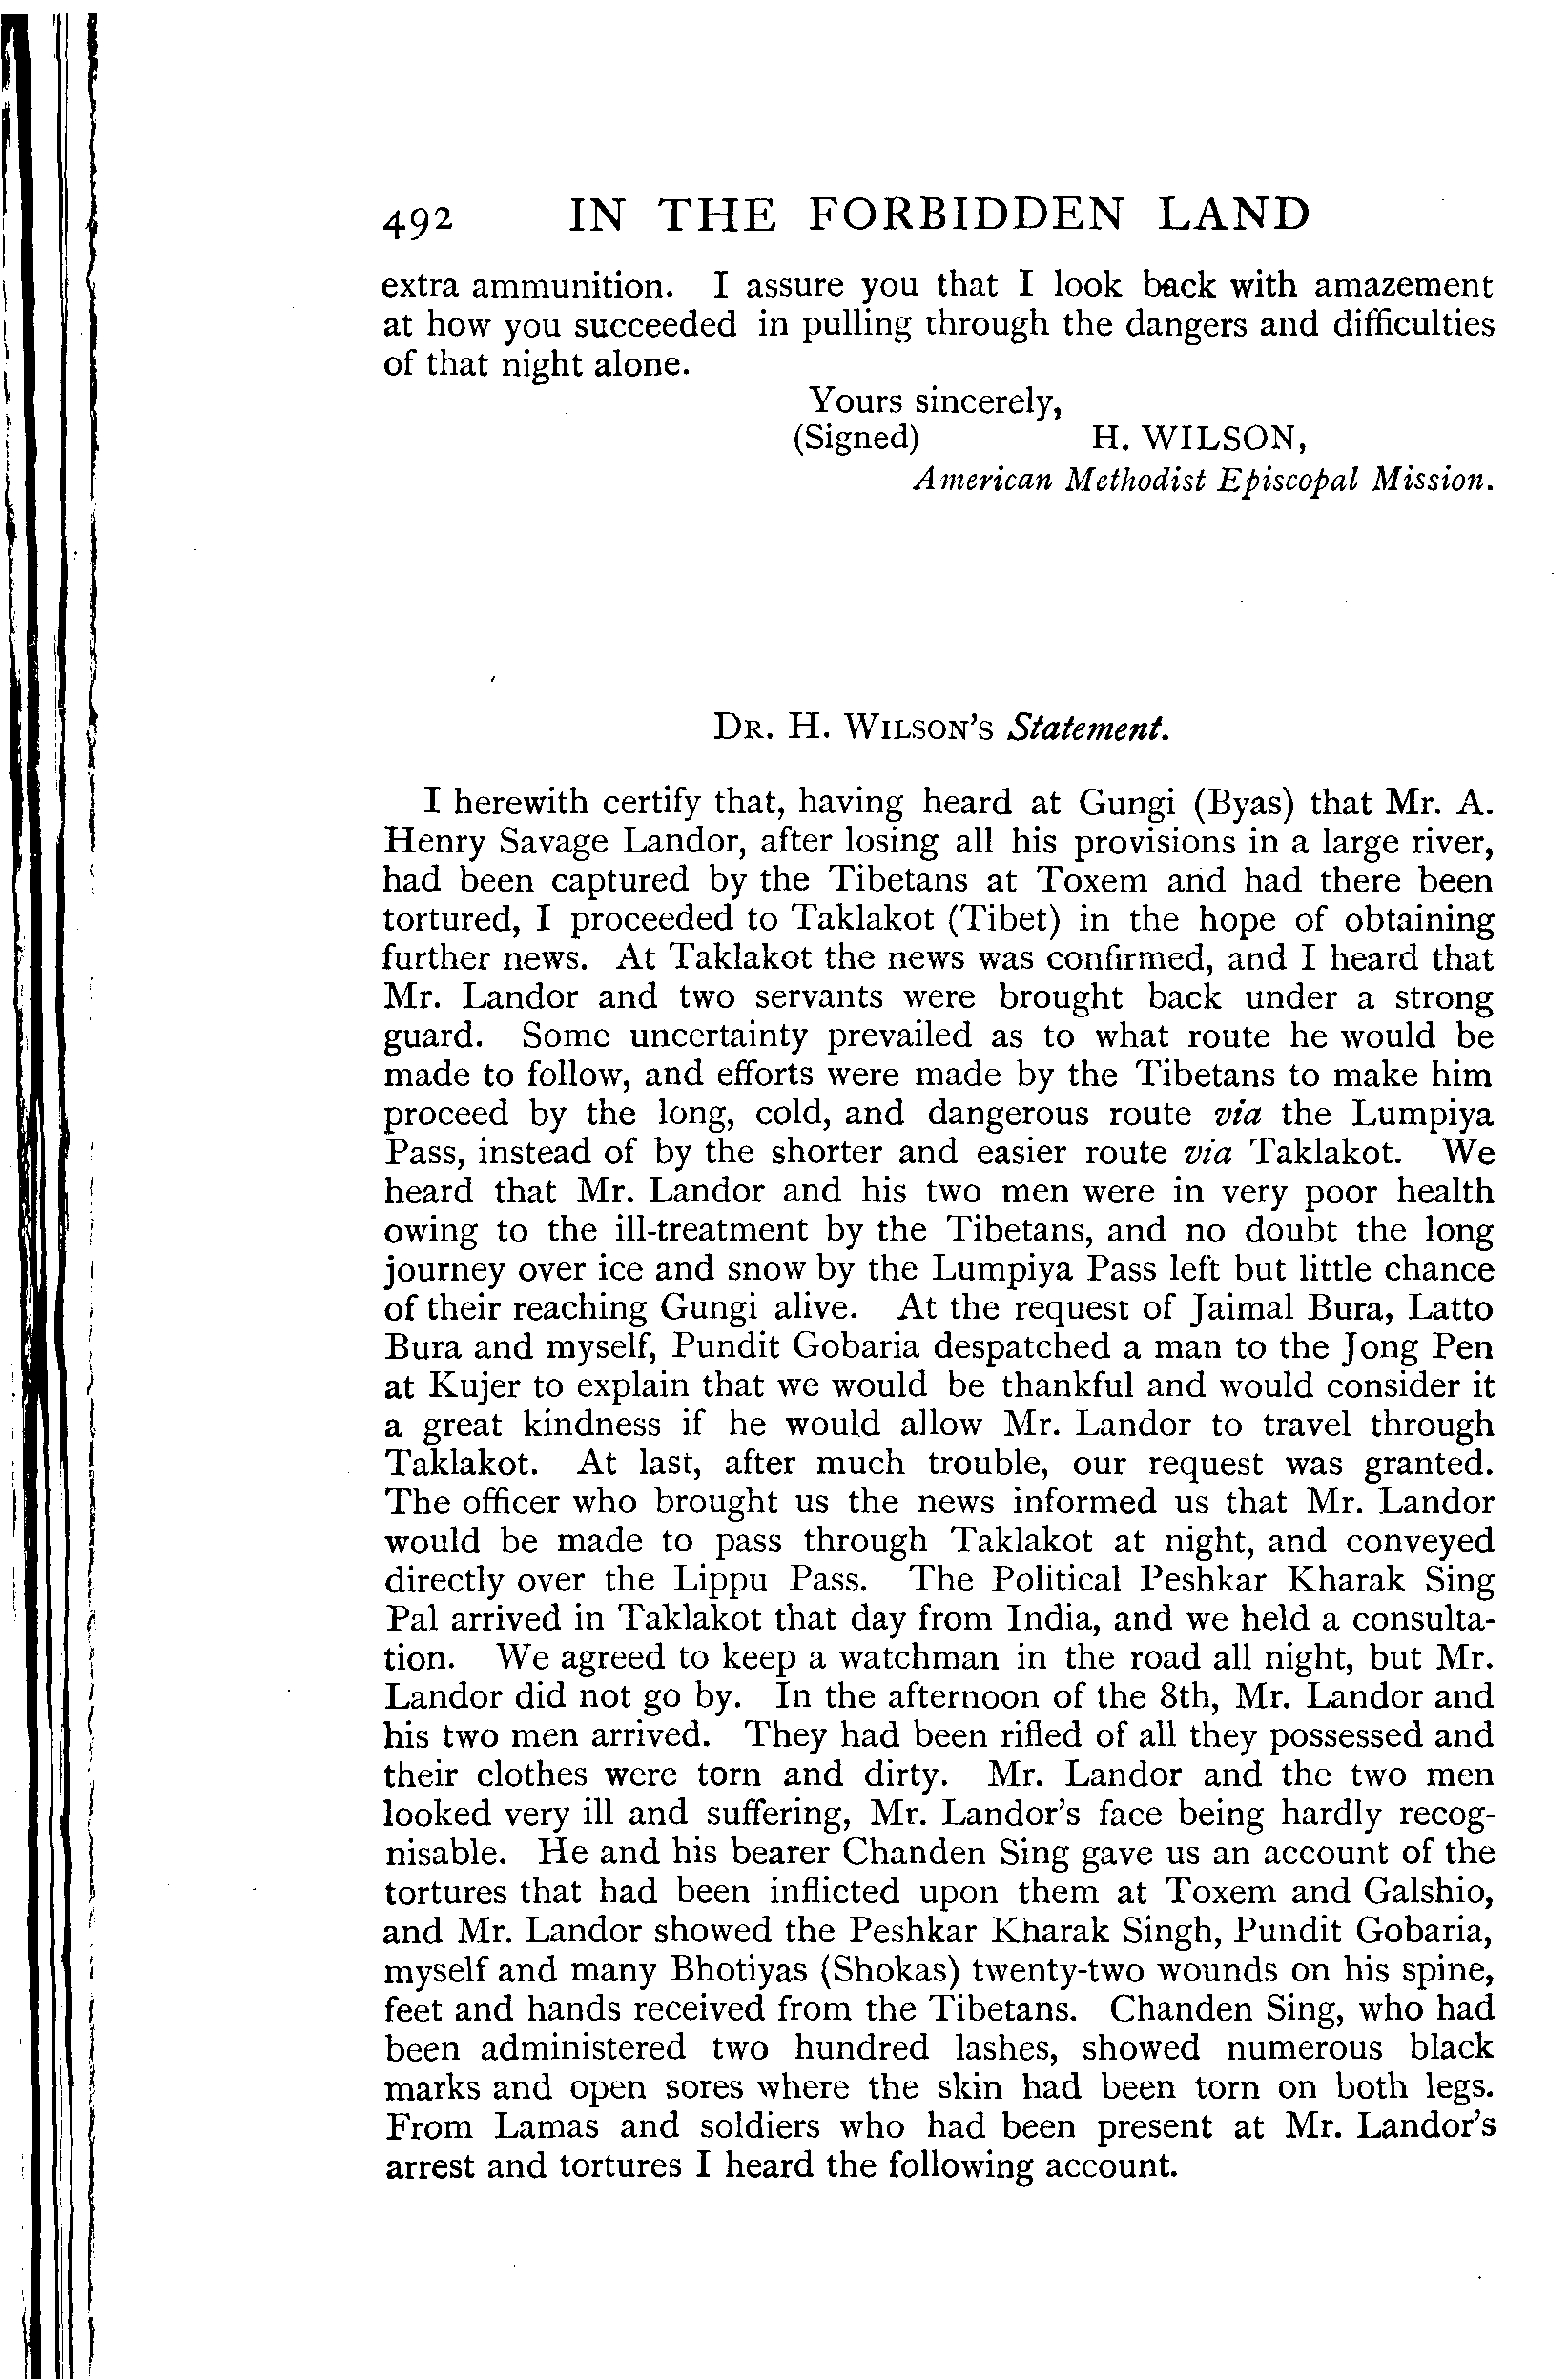 492 IN THE FORBIDDEN LAND
extra ammunition. I assure you that I look back with amazement
at how you succeeded in pulling through the dangers and difficulties
of that night alone.
Yours sincerely,
(Signed) H. WILSON,
American Methodist Episcopal Mission.
DR. H. WILSON'S Statement.
I herewith certify that, having heard at Gungi (Byas) that Mr. A.
Henry Savage Landor, after losing all his provisions in a large river,
had been captured by the Tibetans at Toxem and had there been
tortured, I proceeded to Taklakot (Tibet) in the hope of obtaining
further news. At Taklakot the news was confirmed, and I heard that
Mr. Landor and two servants were brought back under a strong
guard. Some uncertainty prevailed as to what route he would be
made to follow, and efforts were made by the Tibetans to make him
proceed by the long, cold, and dangerous route via the Lumpiya
Pass, instead of by the shorter and easier route via Taklakot. We
heard that Mr. Landor and his two men were in very poor health
owing to the ill-treatment by the Tibetans, and no doubt the long
journey over ice and snow by the Lumpiya Pass left but little chance
of their reaching Gungi alive. At the request of Jaimal Bura, Latto
Bura and myself, Pundit Gobaria despatched a man to the Jong Pen
at Kujer to explain that we would be thankful and would consider it
a great kindness if he would allow Mr. Landor to travel through
Taklakot. At last, after much trouble, our request was granted.
The officer who brought us the news informed us that Mr. Landor
would be made to pass through Taklakot at night, and conveyed
directly over the Lippu Pass. The Political Peshkar Kharak Sing
Pal arrived in Taklakot that day from India, and we held a consulta-
tion. We agreed to keep a watchman in the road all night, but Mr.
Landor did not go by. In the afternoon of the 8th, Mr. Landor and
his two men arrived. They had been rifled of all they possessed and
their clothes were torn and dirty. Mr. Landor and the two men
looked very ill and suffering, Mr. Landor's face being hardly recog-
nisable. He and his bearer Chanden Sing gave us an account of the
tortures that had been inflicted upon them at Toxem and Galshio,
and Mr. Landor showed the Peshkar Kharak Singh, Pundit Gobaria,
myself and many Bhotiyas (Shokas) twenty-two wounds on his spine,
feet and hands received from the Tibetans. Chanden Sing, who had
been administered two hundred lashes, showed numerous black
marks and open sores where the skin had been torn on both legs.
From Lamas and soldiers who had been present at Mr. Landor's
arrest and tortures I heard the following account.